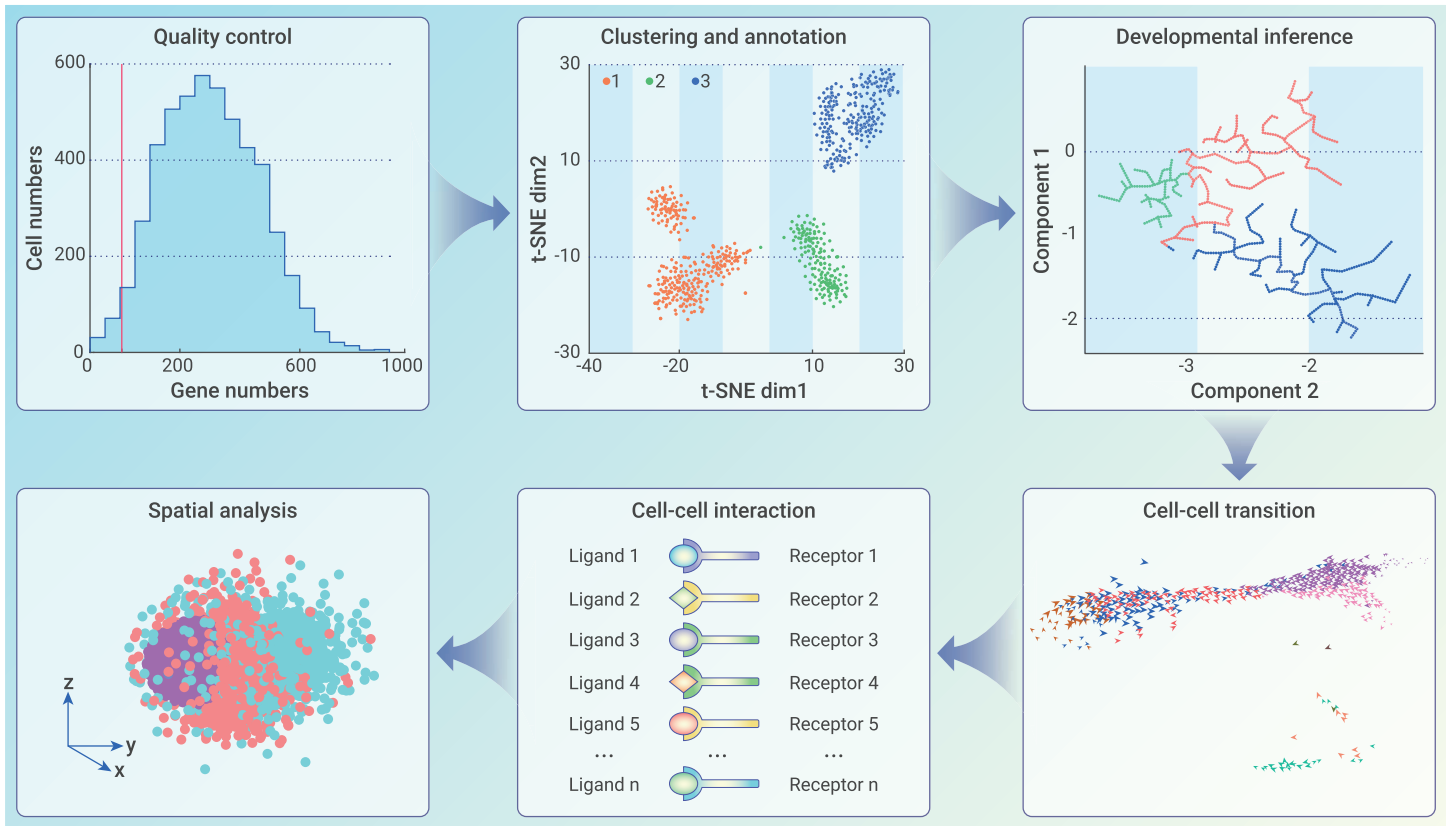 Quality control
600
400
200
0
Cell numbers
0 200 600 1000
Gene numbers
Clustering and annotation
1 2 3
30
10
-10
-30
t-SNE dim2
-40 -20 10 30
t-SNE dim1
Developmental inference
0
-1
-2
Component 1
-3 -2
Component 2
Spatial analysis
z
y
x
Cell-cell interaction
Ligand 1 Receptor 1
Ligand 2 Receptor 2
Ligand 3 Receptor 3
Ligand 4 Receptor 4
Ligand 5 Receptor 5
... ... ...
Ligand n Receptor n
Cell-cell transition